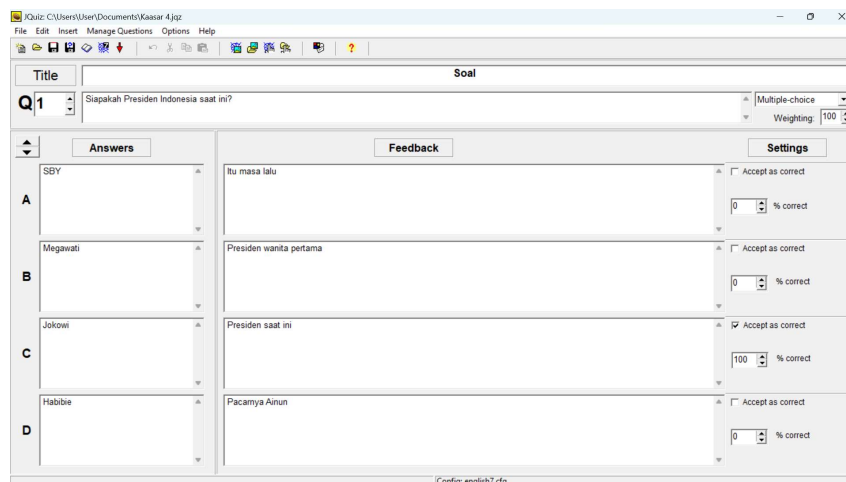 JQuiz: C:\Users\User\Documents\Kaasar 4.jqz
File Edit Insert Manage Questions Options Help
Title
Soal
Q 1
Siapakah Presiden Indonesia saat ini?
Multiple-choice
Weighting: 100
Answers
Feedback
Settings
A
SBY
Itu masa lalu
Accept as correct
0 % correct
B
Megawati
Presiden wanita pertama
Accept as correct
0 % correct
C
Jokowi
Presiden saat ini
Accept as correct
100 % correct
D
Habibie
Pacarnya Ainun
Accept as correct
0 % correct
Config: english7.cfg